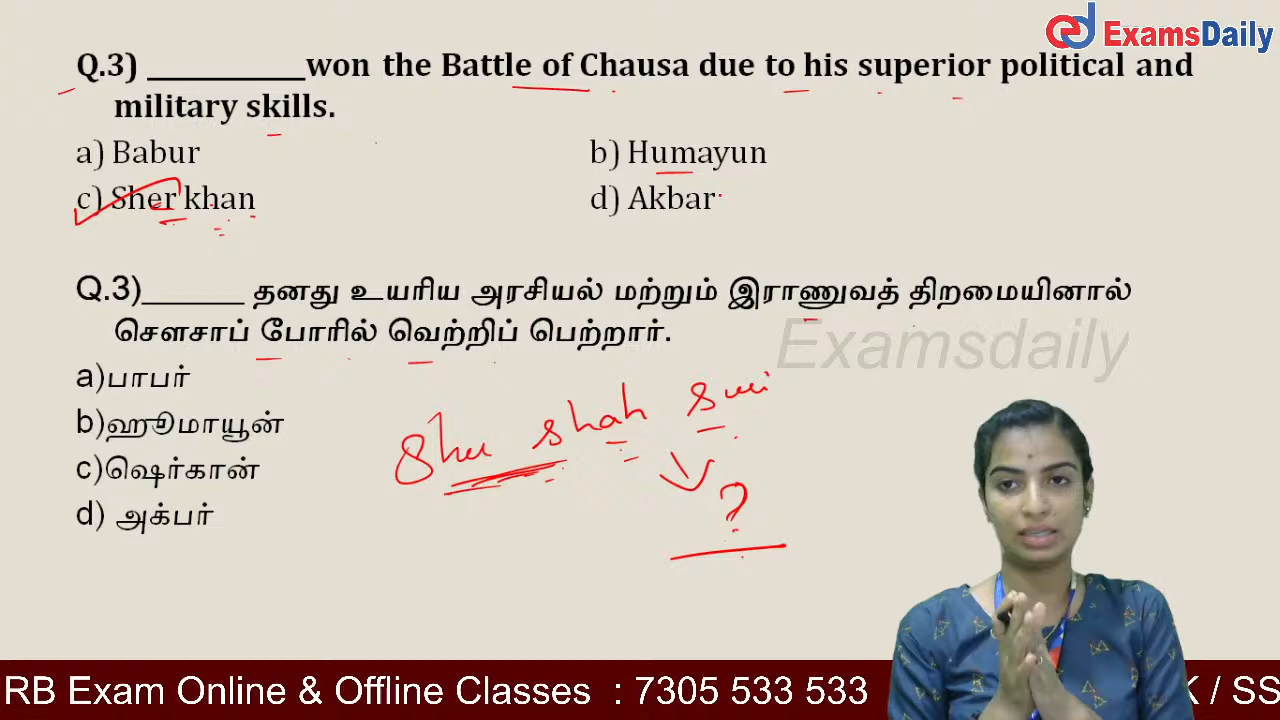 ExamsDaily
Q.3) ____________won the Battle of Chausa due to his superior political and
military skills.
a) Babur
b) Humayun
c) Sher khan
d) Akbar
Q.3)_______ தனது உயரிய அரசியல் மற்றும் இராணுவத் திறமையினால்
சௌசாப் போரில் வெற்றிப் பெற்றார்.
Examsdaily
a)பாபர்
b)ஹூமாயூன்
c)ஷெர்கான்
d) அக்பர்
shah
?
RB Exam Online & Offline Classes : 7305 533 533
K / SS